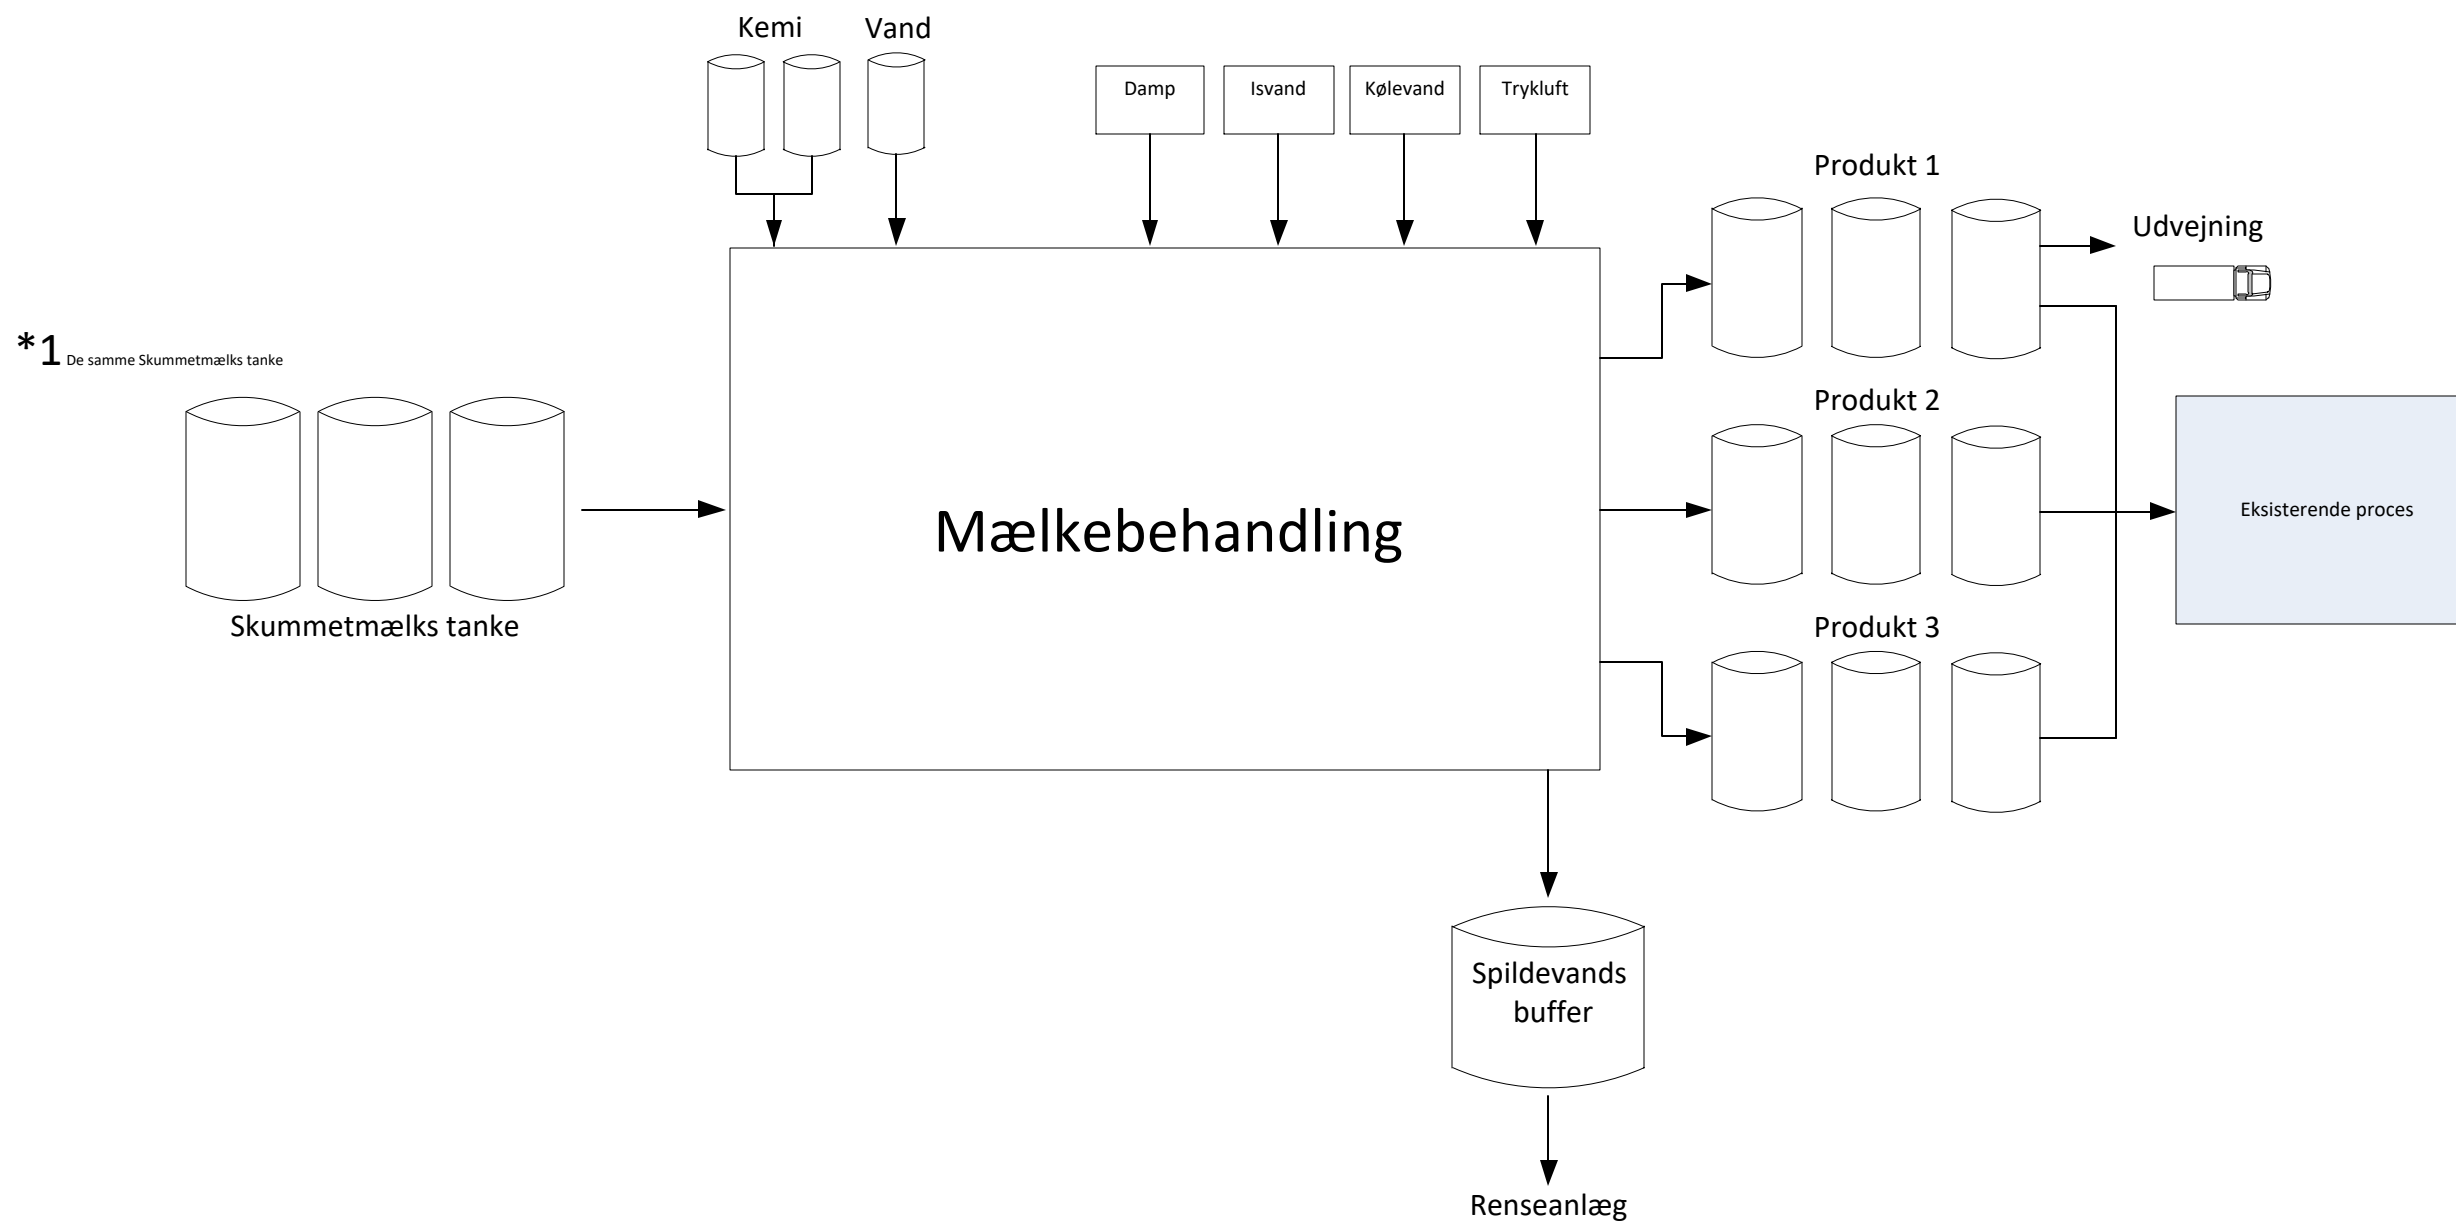 Kemi
Vand
Damp
Isvand
Kølevand
Trykluft
Produkt 1
Udvejning
*1 De samme Skummetmælks tanke
Produkt 2
Mælkebehandling
Eksisterende proces
Skummetmælks tanke
Produkt 3
Spildevands
buffer
Renseanlæg